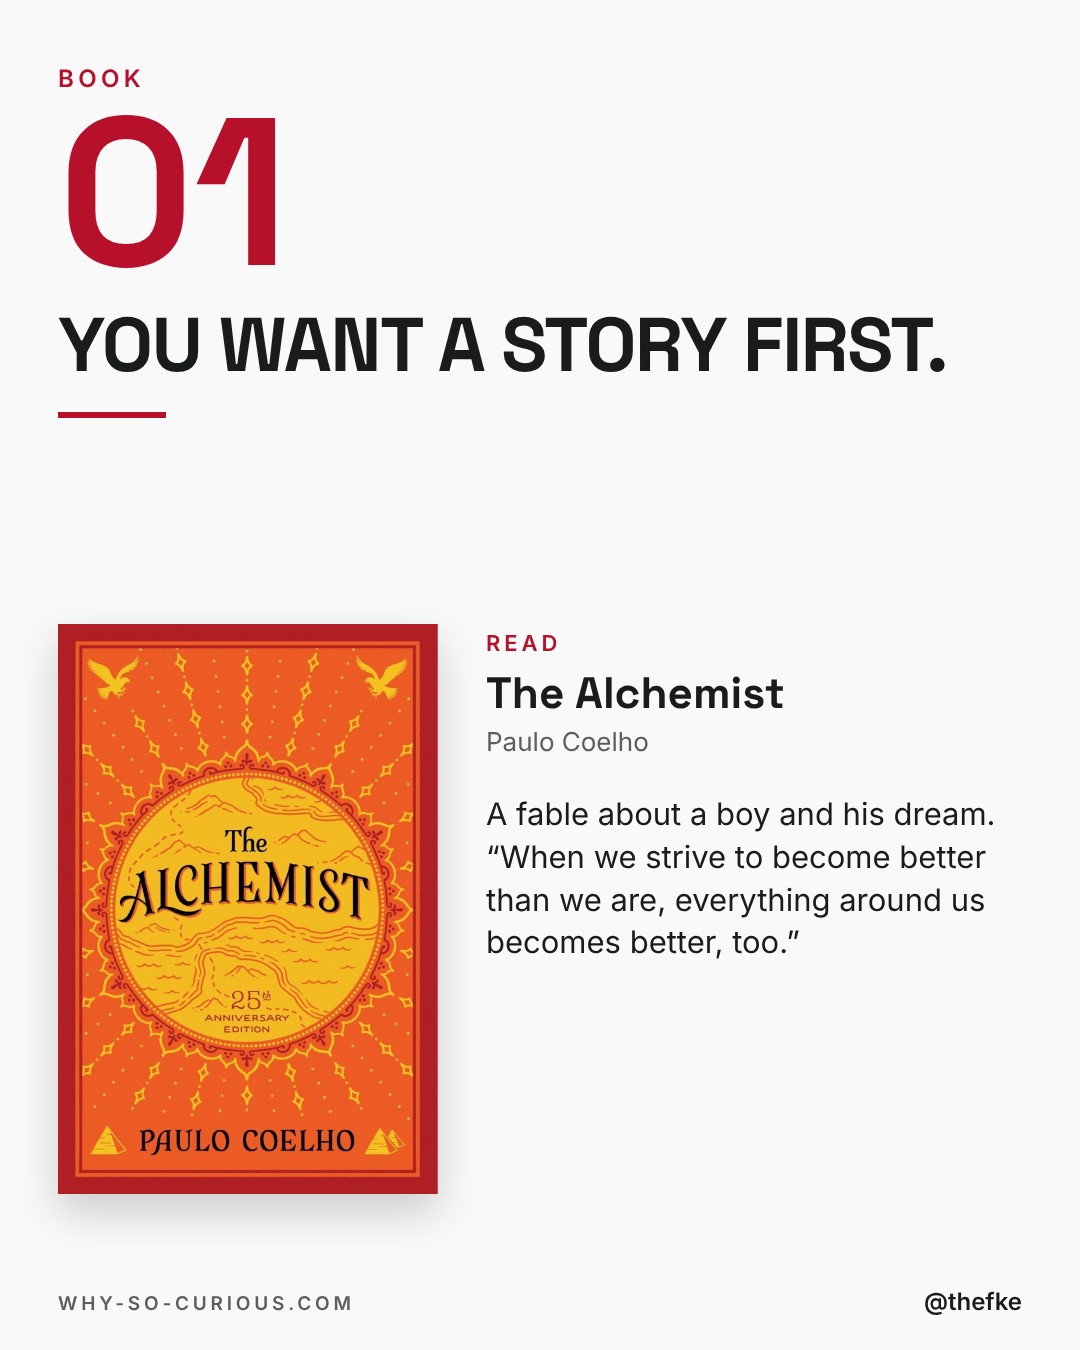 BOOK
01
YOU WANT A STORY FIRST.
The
ALCHEMIST
25th
ANNIVERSARY
EDITION
PAULO COELHO
READ
The Alchemist
Paulo Coelho
A fable about a boy and his dream.
“When we strive to become better
than we are, everything around us
becomes better, too.”
WHY-SO-CURIOUS.COM
@thefke